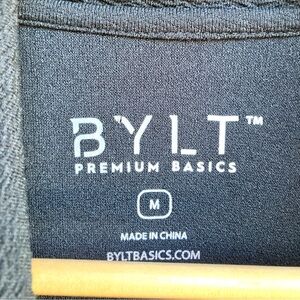 BYLT™
PREMIUM BASICS
M
MADE IN CHINA
BYLTBASICS.COM